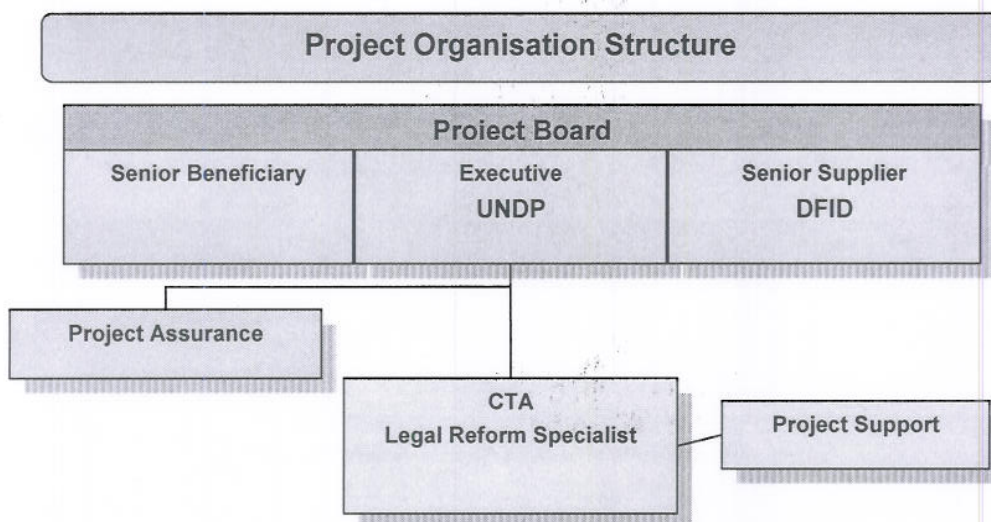 Project Organisation Structure
Project Board
Senior Beneficiary
Executive
UNDP
Senior Supplier
DFID
Project Assurance
CTA
Legal Reform Specialist
Project Support